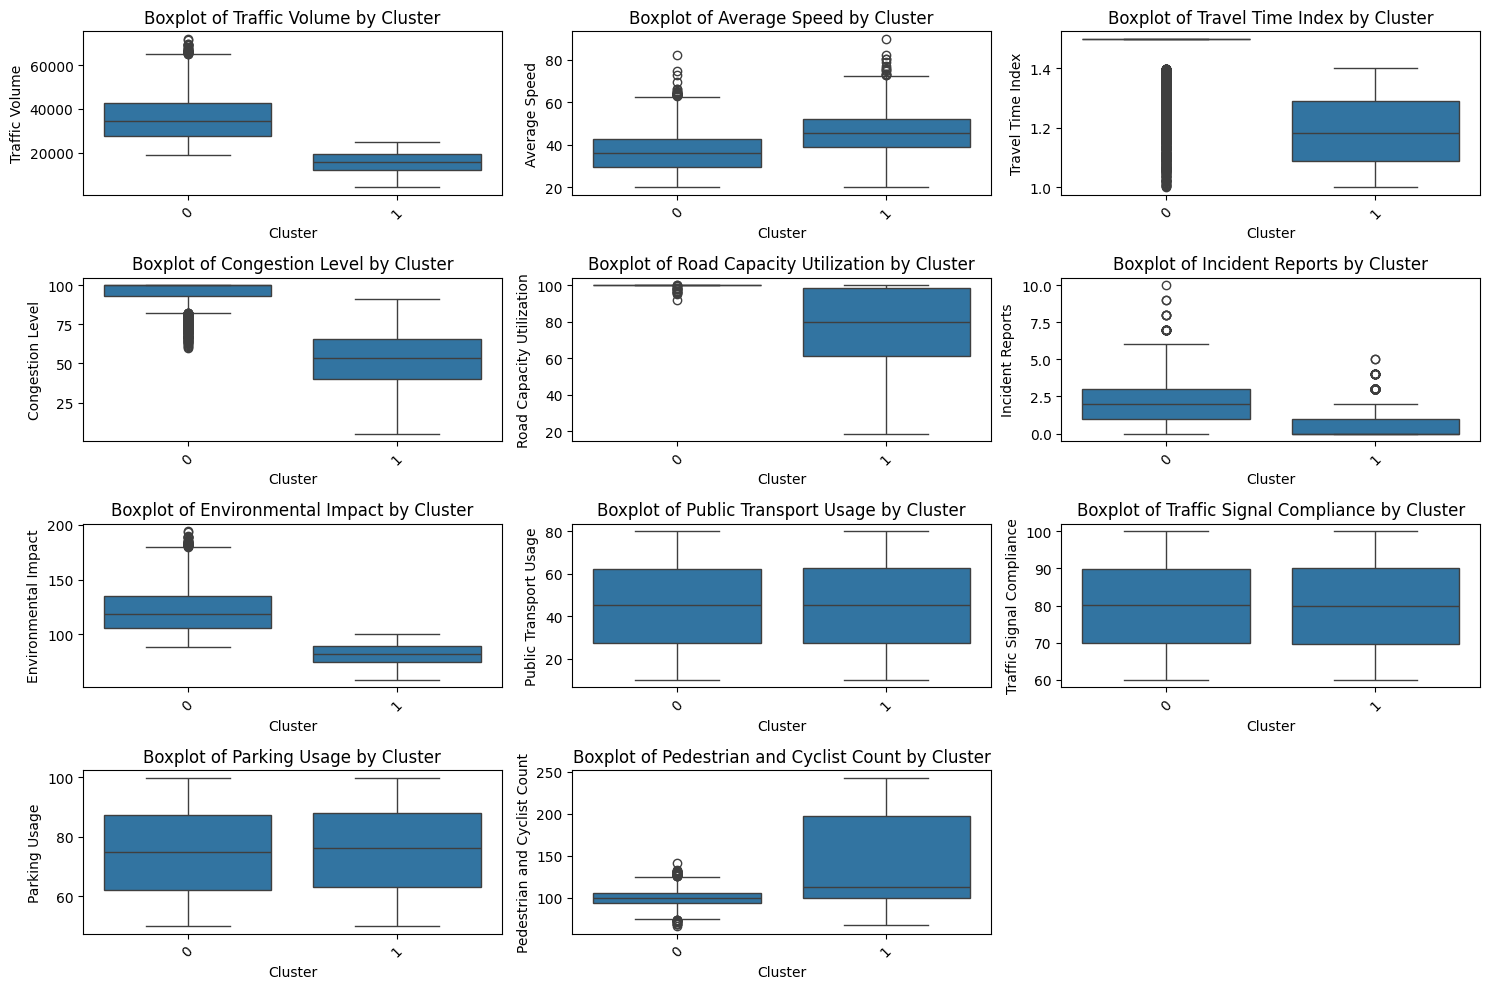 Boxplot of Traffic Volume by Cluster
Traffic Volume
60000
40000
20000
0
1
Cluster
Boxplot of Average Speed by Cluster
Average Speed
80
60
40
20
0
1
Cluster
Boxplot of Travel Time Index by Cluster
Travel Time Index
1.4
1.2
1.0
0
1
Cluster
Boxplot of Congestion Level by Cluster
Congestion Level
100
75
50
25
0
1
Cluster
Boxplot of Road Capacity Utilization by Cluster
Road Capacity Utilization
100
80
60
40
20
0
1
Cluster
Boxplot of Incident Reports by Cluster
Incident Reports
10.0
7.5
5.0
2.5
0.0
0
1
Cluster
Boxplot of Environmental Impact by Cluster
Environmental Impact
200
150
100
0
1
Cluster
Boxplot of Public Transport Usage by Cluster
Public Transport Usage
80
60
40
20
0
1
Cluster
Boxplot of Traffic Signal Compliance by Cluster
Traffic Signal Compliance
100
90
80
70
60
0
1
Cluster
Boxplot of Parking Usage by Cluster
Parking Usage
100
80
60
0
1
Cluster
Boxplot of Pedestrian and Cyclist Count by Cluster
Pedestrian and Cyclist Count
250
200
150
100
0
1
Cluster